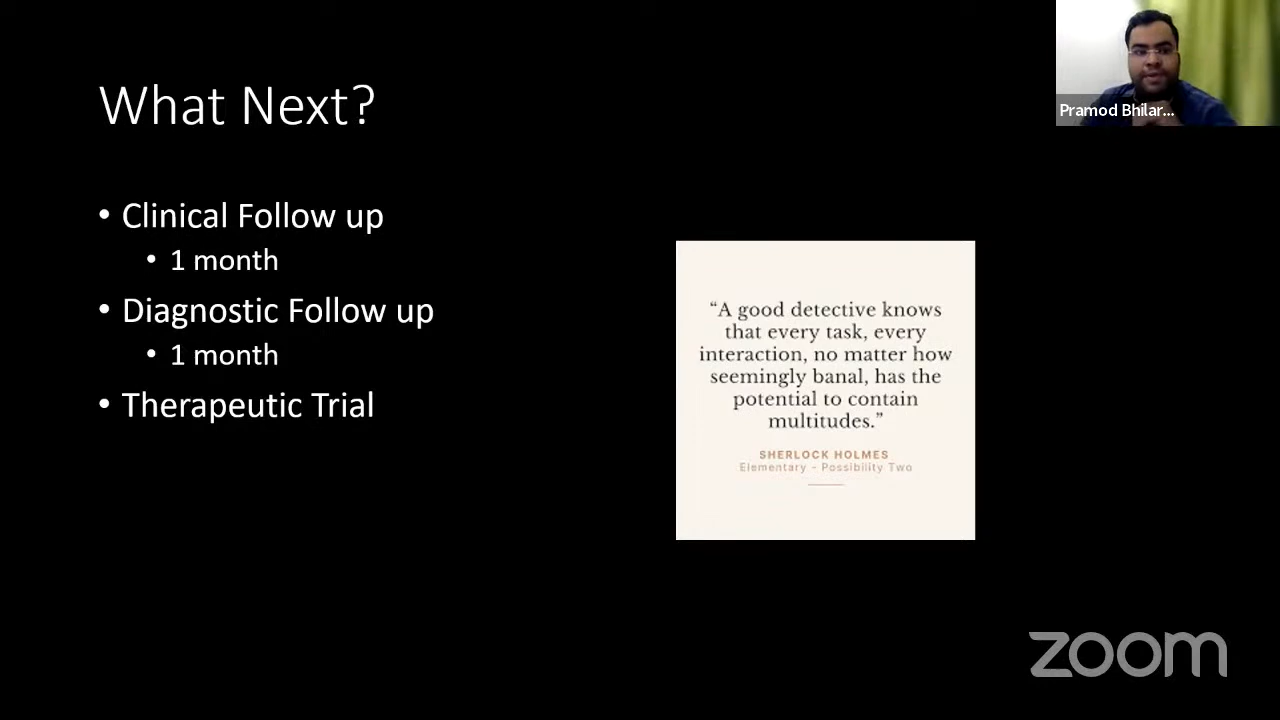 What Next?
• Clinical Follow up
• 1 month
• Diagnostic Follow up
• 1 month
• Therapeutic Trial
“A good detective knows
that every task, every
interaction, no matter how
seemingly banal, has the
potential to contain
multitudes.”
SHERLOCK HOLMES
Elementary - Possibility Two
Pramod Bhilar...
zoom